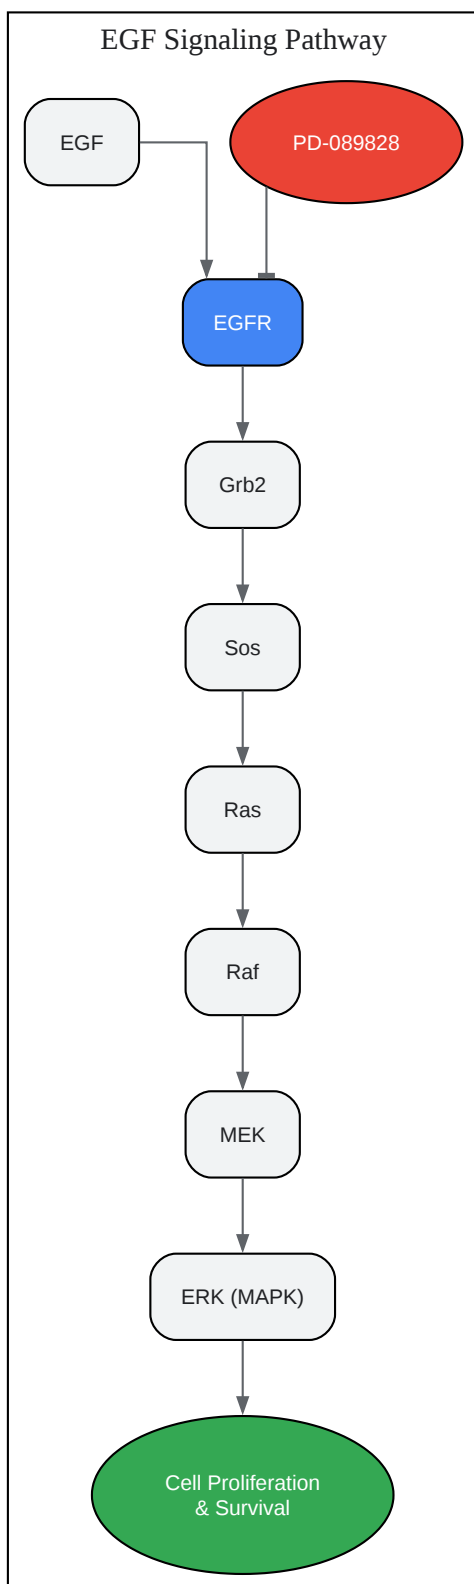 EGF Signaling Pathway
EGF
PD-089828
EGFR
Grb2
Sos
Ras
Raf
MEK
ERK (MAPK)
Cell Proliferation
& Survival